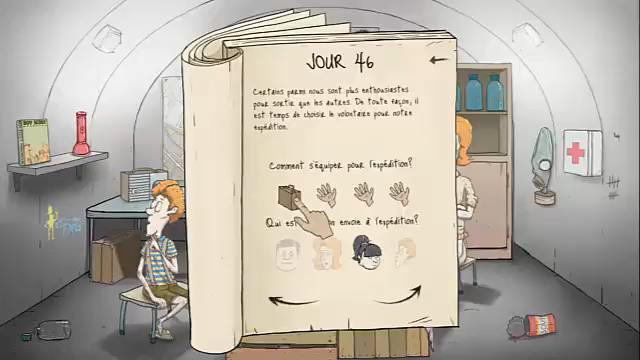 JOUR 46
Certains parmi nous sont plus enthousiastes
pour sortir que les autres. De toute façon, il
est temps de choisir le volontaire pour notre
expédition.
Comment s'équiper pour l'expédition?
Qui es n envoie à l'expédition?